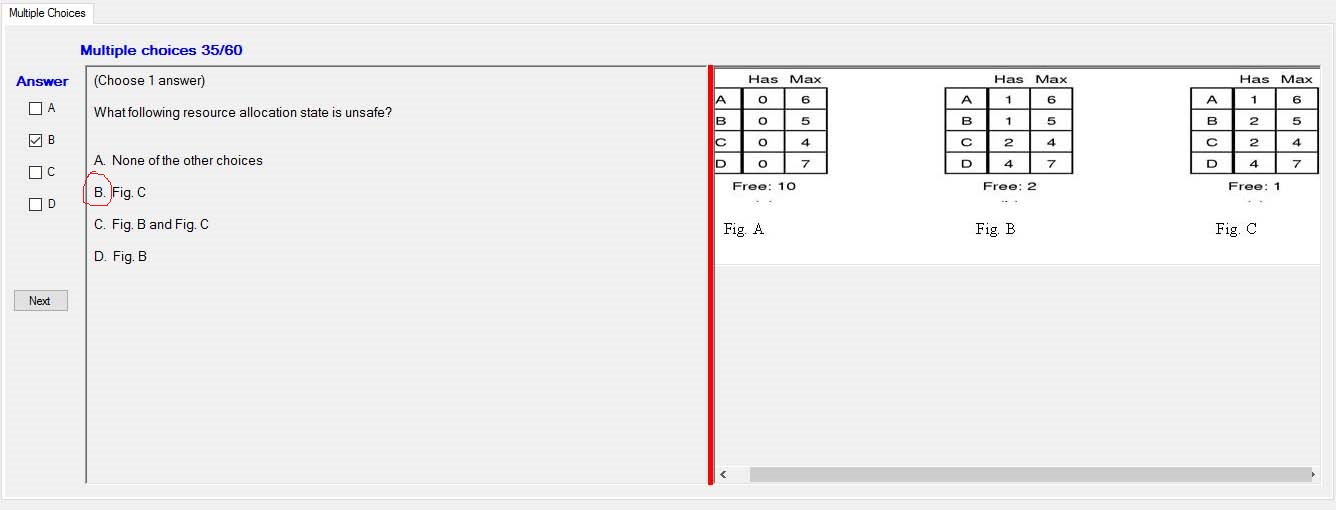 Multiple Choices
Multiple choices 35/60
Answer
A
B
C
D
Next
(Choose 1 answer)
What following resource allocation state is unsafe?
A. None of the other choices
B. Fig. C
C. Fig. B and Fig. C
D. Fig. B
Has Max
A 0 6
B 0 5
C 0 4
D 0 7
Free: 10
Fig. A
Has Max
A 1 6
B 1 5
C 2 4
D 4 7
Free: 2
Fig. B
Has Max
A 1 6
B 2 5
C 2 4
D 4 7
Free: 1
Fig. C